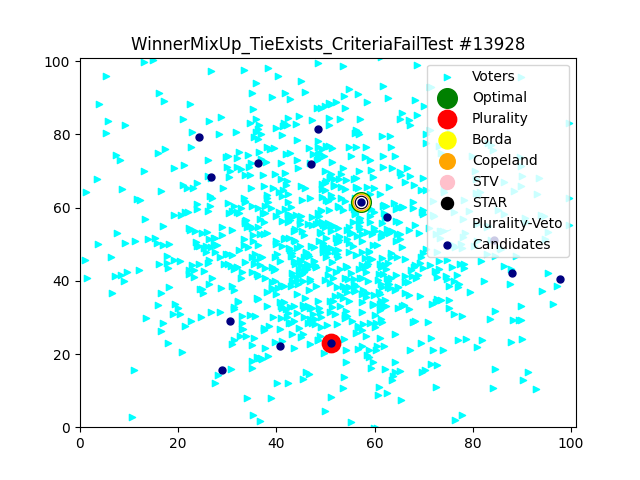 WinnerMixUp_TieExists_CriteriaFailTest #13928
100
80
60
40
20
0
0
20
40
60
80
100
Voters
Optimal
Plurality
Borda
Copeland
STV
STAR
Plurality-Veto
Candidates